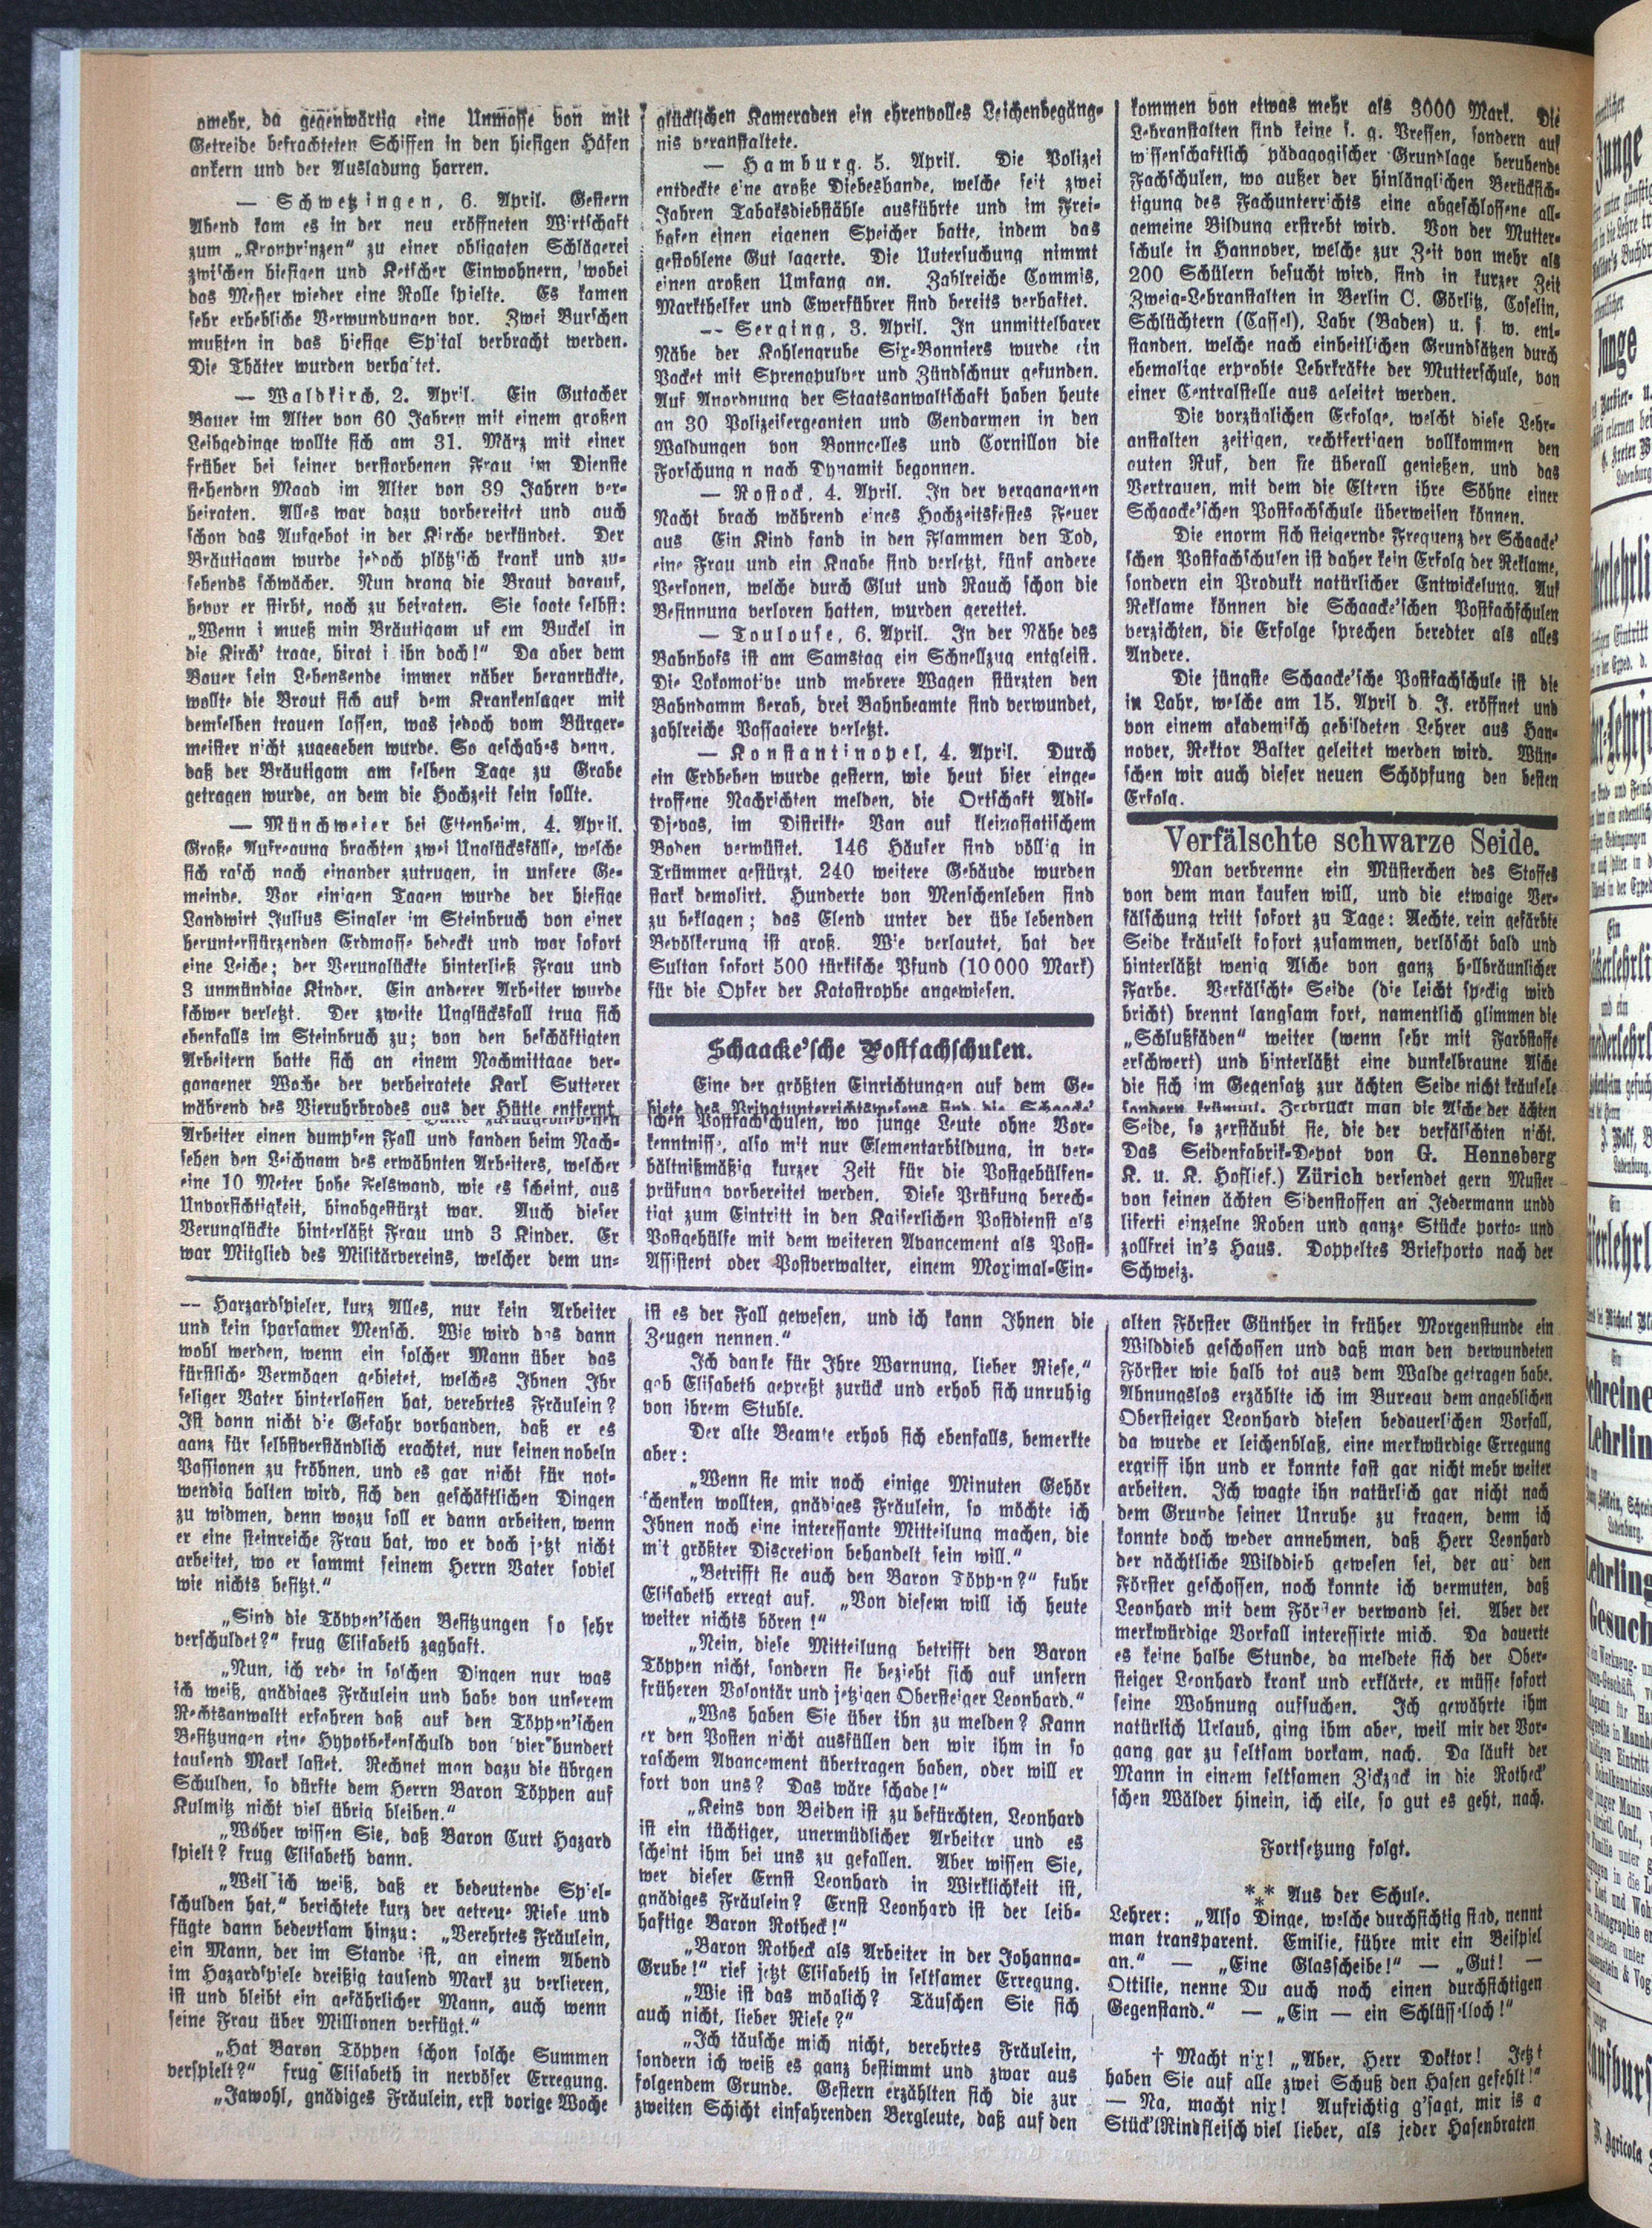 omehr, da gegenwärtig eine Unmasse von mit
Getreide befrachteten Schiffen in den hiesigen Häfen
ankern und der Ausladung harren.
— Schwetzingen, 6. April. Gestern
Abend kam es in der neu eröffneten Wirtschaft
zum „Kronprinzen“ zu einer obligaten Schlägerei
zwischen hiesigen und Ketscher Einwohnern, wobei
das Messer wieder eine Rolle spielte. Es kamen
sehr erhebliche Verwundungen vor. Zwei Burschen
mußten in das hiesige Spital verbracht werden.
Die Thäter wurden verhaftet.
— Waldkirch, 2. April. Ein Gutacher
Bauer im Alter von 60 Jahren mit einem großen
Leibgedinge wollte sich am 31. März mit einer
früher bei seiner verstorbenen Frau im Dienste
stehenden Magd im Alter von 39 Jahren ver-
heiraten. Alles war dazu vorbereitet und auch
schon das Aufgebot in der Kirche verkündet. Der
Bräutigam wurde jedoch plötzlich krank und zu-
sehends schwächer. Nun drang die Braut darauf,
bevor er stirbt, noch zu heiraten. Sie sagte selbst:
„Wenn i mueß min Bräutigam uf em Buckel in
die Kirch' trage, hirat i ihn doch!“ Da aber dem
Bauer sein Lebensende immer näher heranrückte,
wollte die Braut sich auf dem Krankenlager mit
demselben trauen lassen, was jedoch vom Bürger-
meister nicht zugegeben wurde. So geschah es denn,
daß der Bräutigam am selben Tage zu Grabe
getragen wurde, an dem die Hochzeit sein sollte.
— Münchweier bei Ettenheim, 4. April.
Große Aufregung brachten zwei Unglücksfälle, welche
sich rasch nach einander zutrugen, in unsere Ge-
meinde. Vor einigen Tagen wurde der hiesige
Landwirt Julius Singler im Steinbruch von einer
herunterstürzenden Erdmasse bedeckt und war sofort
eine Leiche; der Verunglückte hinterließ Frau und
3 unmündige Kinder. Ein anderer Arbeiter wurde
schwer verletzt. Der zweite Unglücksfall trug sich
ebenfalls im Steinbruch zu; von den beschäftigten
Arbeitern hatte sich an einem Nachmittage ver-
gangener Woche der verheiratete Karl Sutterer
während des Vieruhrbrodes aus der Hütte entfernt
Arbeiter einen dumpfen Fall und fanden beim Nach-
sehen den Leichnam des erwähnten Arbeiters, welcher
eine 10 Meter hohe Felswand, wie es scheint, aus
Unvorsichtigkeit, hinabgestürzt war. Auch dieser
Verunglückte hinterläßt Frau und 3 Kinder. Er
war Mitglied des Militärvereins, welcher dem un-
glücklichen Kameraden ein ehrenvolles Leichenbegäng-
nis veranstaltete.
— Hamburg, 5. April. Die Polizei
entdeckte eine große Diebesbande, welche seit zwei
Jahren Tabaksdiebstähle ausführte und im Frei-
hafen einen eigenen Speicher hatte, indem das
gestohlene Gut lagerte. Die Untersuchung nimmt
einen großen Umfang an. Zahlreiche Commis,
Markthelfer und Ewerführer sind bereits verhaftet.
-- Serging, 3. April. In unmittelbarer
Nähe der Kohlengrube Six-Bonniers wurde ein
Packet mit Sprengpulver und Zündschnur gefunden.
Auf Anordnung der Staatsanwaltschaft haben heute
an 30 Polizeisergeanten und Gendarmen in den
Waldungen von Bonncelles und Cornillon die
Forschung n nach Dynamit begonnen.
— Rostock, 4. April. In der vergangenen
Nacht brach während eines Hochzeitsfestes Feuer
aus Ein Kind fand in den Flammen den Tod,
eine Frau und ein Knabe sind verletzt, fünf andere
Personen, welche durch Glut und Rauch schon die
Besinnung verloren hatten, wurden gerettet.
— Toulouse, 6. April. In der Nähe des
Bahnhofs ist am Samstag ein Schnellzug entgleist.
Die Lokomotive und mehrere Wagen stürzten den
Bahndamm herab, drei Bahnbeamte sind verwundet,
zahlreiche Passagiere verletzt.
— Konstantinopel, 4. April. Durch
ein Erdbeben wurde gestern, wie heut hier einge-
troffene Nachrichten melden, die Ortschaft Adil-
Djevas, im Distrikte Van auf kleinasiatischem
Boden verwüstet. 146 Häuser sind völlig in
Trümmer gestürzt, 240 weitere Gebäude wurden
stark demolirt. Hunderte von Menschenleben sind
zu beklagen; das Elend unter der übe lebenden
Bevölkerung ist groß. Wie verlautet, hat der
Sultan sofort 500 türkische Pfund (10000 Mark)
für die Opfer der Katastrophe angewiesen.
Schaacke'sche Postfachschulen.
Eine der größten Einrichtungen auf dem Ge-
biete des Privatunterrichtswesens sind die Schaacke'
schen Postfachschulen, wo junge Leute ohne Vor-
kenntnisse, also mit nur Elementarbildung, in ver-
hältnißmäßig kurzer Zeit für die Postgehülfen-
prüfung vorbereitet werden. Diese Prüfung berech-
tigt zum Eintritt in den Kaiserlichen Postdienst als
Postgehülfe mit dem weiteren Avancement als Post-
Assistent oder Postverwalter, einem Maximal-Ein-
kommen von etwas mehr als 3000 Mark. Die
Lehranstalten sind keine s. g. Pressen, sondern auf
wissenschaftlich pädagogischer Grundlage beruhende
Fachschulen, wo außer der hinlänglichen Berücksich-
tigung des Fachunterrichts eine abgeschlossene all-
gemeine Bildung erstrebt wird. Von der Mutter-
schule in Hannover, welche zur Zeit von mehr als
200 Schülern besucht wird, sind in kurzer Zeit
Zweig-Lehranstalten in Berlin C. Görlitz, Coselin,
Schlüchtern (Cassel), Lahr (Baden) u. s w. ent-
standen, welche nach einheitlichen Grundsätzen durch
ehemalige erprobte Lehrkräfte der Mutterschule, von
einer Centralstelle aus geleitet werden.
Die vorzüglichen Erfolge, welcht diese Lehr-
anstalten zeitigen, rechtfertigen vollkommen den
guten Ruf, den sie überall genießen, und das
Vertrauen, mit dem die Eltern ihre Söhne einer
Schaacke'schen Postfachschule überweisen können.
Die enorm sich steigernde Frequenz der Schaacke'
schen Postfachschulen ist daher kein Erfolg der Reklame,
sondern ein Produkt natürlicher Entwickelung. Auf
Reklame können die Schaacke'schen Postfachschulen
verzichten, die Erfolge sprechen beredter als alles
Andere.
Die jüngste Schaacke'sche Postfachschule ist die
in Lahr, welche am 15. April d. J. eröffnet und
von einem akademisch gebildeten Lehrer aus Han-
nover, Rektor Balter geleitet werden wird. Wün-
schen wir auch dieser neuen Schöpfung den besten
Erfolg.
Verfälschte schwarze Seide.
Man verbrenne ein Müsterchen des Stoffes
von dem man kaufen will, und die etwaige Ver-
fälschung tritt sofort zu Tage: Aechte, rein gefärbte
Seide kräuselt sofort zusammen, verlöscht bald und
hinterläßt wenig Asche von ganz hellbräunlicher
Farbe. Verfälschte Seide (die leicht speckig wird
bricht) brennt langsam fort, namentlich glimmen die
„Schlußfäden“ weiter (wenn sehr mit Farbstoffe
erschwert) und hinterläßt eine dunkelbraune Asche
die sich im Gegensatz zur ächten Seide nicht kräusele
sondern krümmt. Zerdrückt man die Asche der ächten
Seide, so zerstäubt sie, die der verfälschten nicht.
Das Seidenfabrik-Depot von G. Henneberg
K. u. K. Hoflief.) Zürich versendet gern Muster
von seinen ächten Sidenstoffen an Jedermann undd
liferti einzelne Roben und ganze Stücke porto- und
zollfrei in's Haus. Doppeltes Briefporto nach der
Schweiz.
-- Harzardspieler, kurz Alles, nur kein Arbeiter
und kein sparsamer Mensch. Wie wird das dann
wohl werden, wenn ein solcher Mann über das
fürstliche Vermögen gebietet, welches Ihnen Ihr
seliger Vater hinterlassen hat, verehrtes Fräulein?
Ist dann nicht die Gefahr vorhanden, daß er es
ganz für selbstverständlich erachtet, nur seinen nobeln
Passionen zu fröhnen, und es gar nicht für not-
wendig halten wird, sich den geschäftlichen Dingen
zu widmen, denn wozu soll er dann arbeiten, wenn
er eine steinreiche Frau hat, wo er doch jetzt nicht
arbeitet, wo er sammt seinem Herrn Vater soviel
wie nichts besitzt.“
„Sind die Töppen'schen Besitzungen so sehr
verschuldet?“ frug Elisabeth zaghaft.
„Nun, ich rede in solchen Dingen nur was
ich weiß, gnädiges Fräulein und habe von unserem
Rechtsanwaltt erfahren daß auf den Töppen'schen
Besitzungen eine Hypothekenschuld von vier hundert
tausend Mark lastet. Rechnet man dazu die übrgen
Schulden, so dürfte dem Herrn Baron Töppen auf
Kulmitz nicht viel übrig bleiben.“
„Woher wissen Sie, daß Baron Curt Hazard
spielt? frug Elisabeth dann.
„Weil ich weiß, daß er bedeutende Spiel-
schulden hat,“ berichtete kurz der getreue Riese und
fügte dann bedeutsam hinzu: „Verehrtes Fräulein,
ein Mann, der im Stande ist, an einem Abend
im Hazardspiele dreißig tausend Mark zu verlieren,
ist und bleibt ein gefährlicher Mann, auch wenn
seine Frau über Millionen verfügt.“
„Hat Baron Töppen schon solche Summen
verspielt?“ frug Elisabeth in nervöser Erregung.
„Jawohl, gnädiges Fräulein, erst vorige Woche
ist es der Fall gewesen, und ich kann Ihnen die
Zeugen nennen.“
Ich danke für Ihre Warnung, lieber Riese,“
gab Elisabeth gepreßt zurück und erhob sich unruhig
von ihrem Stuhle.
Der alte Beamte erhob sich ebenfalls, bemerkte
aber:
„Wenn sie mir noch einige Minuten Gehör
schenken wollten, gnädiges Fräulein, so möchte ich
Ihnen noch eine interessante Mitteilung machen, die
mit größter Discretion behandelt sein will.“
„Betrifft sie auch den Baron Töppen?“ fuhr
Elisabeth erregt auf. „Von diesem will ich heute
weiter nichts hören!“
„Nein, diese Mitteilung betrifft den Baron
Töppen nicht, sondern sie bezieht sich auf unsern
früheren Volontär und jetzigen Obersteiger Leonhard.“
„Was haben Sie über ihn zu melden? Kann
er den Posten nicht ausfüllen den wir ihm in so
raschem Avancement übertragen haben, oder will er
fort von uns? Das wäre schade!“
„Keins von Beiden ist zu befürchten, Leonhard
ist ein tüchtiger, unermüdlicher Arbeiter und es
scheint ihm bei uns zu gefallen. Aber wissen Sie,
wer dieser Ernst Leonhard in Wirklichkeit ist,
gnädiges Fräulein? Ernst Leonhard ist der leib-
haftige Baron Rotheck!“
„Baron Rotheck als Arbeiter in der Johanna-
Grube!“ rief jetzt Elisabeth in seltsamer Erregung.
„Wie ist das möglich? Täuschen Sie sich
auch nicht, lieber Riese?“
„Ich täusche mich nicht, verehrtes Fräulein,
sondern ich weiß es ganz bestimmt und zwar aus
folgendem Grunde. Gestern erzählten sich die zur
zweiten Schicht einfahrenden Bergleute, daß auf den
alten Förster Günther in früher Morgenstunde ein
Wilddieb geschossen und daß man den verwundeten
Förster wie halb tot aus dem Walde getragen habe.
Ahnungslos erzählte ich im Bureau dem angeblichen
Obersteiger Leonhard diesen bedauerlichen Vorfall,
da wurde er leichenblaß, eine merkwürdige Erregung
ergriff ihn und er konnte fast gar nicht mehr weiter
arbeiten. Ich wagte ihn natürlich gar nicht nach
dem Grunde seiner Unruhe zu fragen, denn ich
konnte doch weder annehmen, daß Herr Leonhard
der nächtliche Wilddieb gewesen sei, der auf den
Förster geschossen, noch konnte ich vermuten, daß
Leonhard mit dem Förster verwand sei. Aber der
merkwürdige Vorfall interessirte mich. Da dauerte
es keine halbe Stunde, da meldete sich der Ober-
steiger Leonhard krank und erklärte, er müsse sofort
seine Wohnung aufsuchen. Ich gewährte ihm
natürlich Urlaub, ging ihm aber, weil mir der Vor-
gang gar zu seltsam vorkam, nach. Da läuft der
Mann in einem seltsamen Zickzack in die Rotheck'
schen Wälder hinein, ich eile, so gut es geht, nach.
Fortsetzung folgt.
*** Aus der Schule.
Lehrer: „Also Dinge, welche durchsichtig sind, nennt
man transparent. Emilie, führe mir ein Beispiel
an.“ — „Eine Glasscheibe!“ — „Gut! —
Ottilie, nenne Du auch noch einen durchsichtigen
Gegenstand.“ — „Ein — ein Schlüsselloch!“
† Macht nix! „Aber, Herr Doktor! Jetzt
haben Sie auf alle zwei Schuß den Hasen gefehlt!“
— Na, macht nix! Aufrichtig g'sagt, mir is a
Stück'lRindfleisch viel lieber, als jeder Hasenbraten
Junge
Junge
Ein
und ein
Ein
Ein
Lehrling
Gesuch